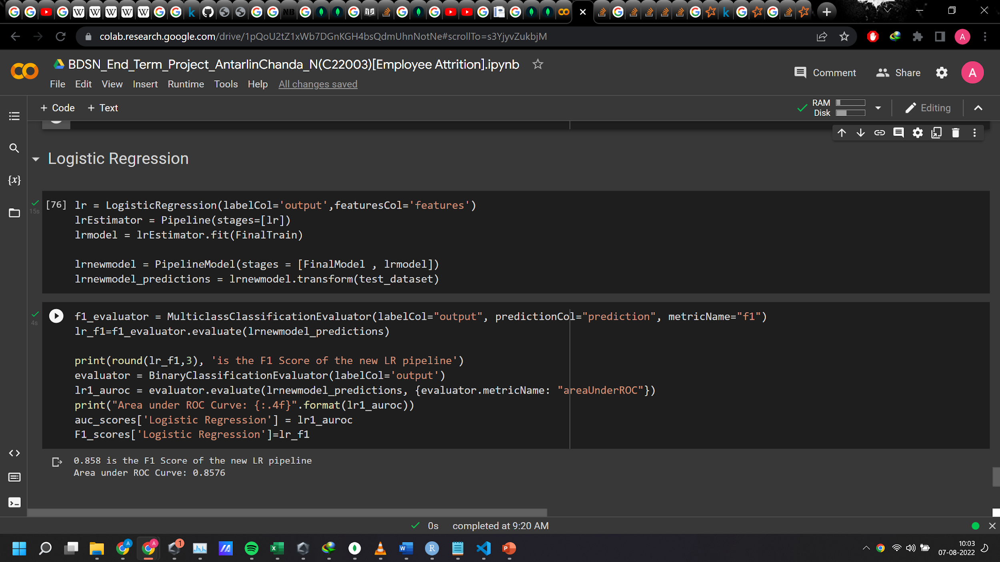 colab.research.google.com/drive/1pQoU2tZ1xWb7DGnKGH4bsQdmUhnNotNe#scrollTo=s3YjyvZukbjM
A
BDSN_End_Term_Project_AntarlinChanda_N(C22003)[Employee Attrition].ipynb
Comment
Share
A
File Edit View Insert Runtime Tools Help All changes saved
+ Code + Text
RAM
Disk
Editing
Logistic Regression
{x}
15s
[76]
lr = LogisticRegression(labelCol='output',featuresCol='features')
lrEstimator = Pipeline(stages=[lr])
lrmodel = lrEstimator.fit(FinalTrain)
lrnewmodel = PipelineModel(stages = [FinalModel , lrmodel])
lrnewmodel_predictions = lrnewmodel.transform(test_dataset)
4s
f1_evaluator = MulticlassClassificationEvaluator(labelCol="output", predictionCol="prediction", metricName="f1")
lr_f1=f1_evaluator.evaluate(lrnewmodel_predictions)
print(round(lr_f1,3), 'is the F1 Score of the new LR pipeline')
evaluator = BinaryClassificationEvaluator(labelCol='output')
lr1_auroc = evaluator.evaluate(lrnewmodel_predictions, {evaluator.metricName: "areaUnderROC"})
print("Area under ROC Curve: {:.4f}".format(lr1_auroc))
auc_scores['Logistic Regression'] = lr1_auroc
F1_scores['Logistic Regression']=lr_f1
0.858 is the F1 Score of the new LR pipeline
Area under ROC Curve: 0.8576
0s completed at 9:20 AM
10:03
07-08-2022